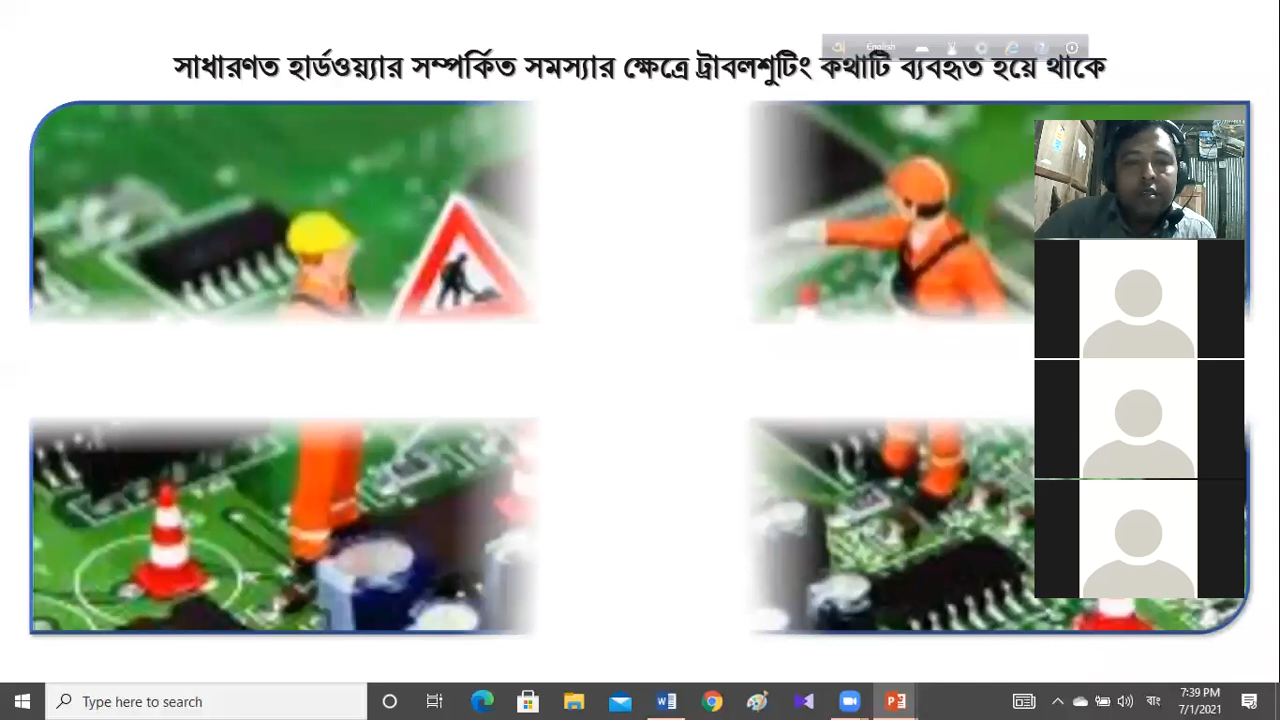 English
সাধারণত হার্ডওয়্যার সম্পর্কিত সমস্যার ক্ষেত্রে ট্রাবলশুটিং কথাটি ব্যবহৃত হয়ে থাকে
Type here to search
বাং
7:39 PM
7/1/2021